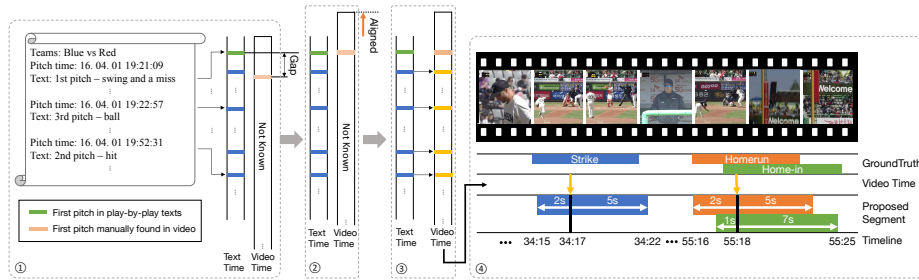 Teams: Blue vs Red
Pitch time: 16. 04. 01 19:21:09
Text: 1st pitch – swing and a miss
⋮
Pitch time: 16. 04. 01 19:22:57
Text: 3rd pitch – ball
⋮
Pitch time: 16. 04. 01 19:52:31
Text: 2nd pitch – hit
⋮
First pitch in play-by-play texts
First pitch manually found in video
Gap
Not Known
Text Time
Video Time
①
Aligned
Not Known
Text Time
Video Time
②
Text Time
Video Time
③
Welcome
Welcome
Strike
Homerun
Home-in
GroundTruth
Video Time
2s
5s
2s
5s
1s
7s
Proposed Segment
••• 34:15 34:17 34:22 ••• 55:16 55:18 55:25
Timeline
④